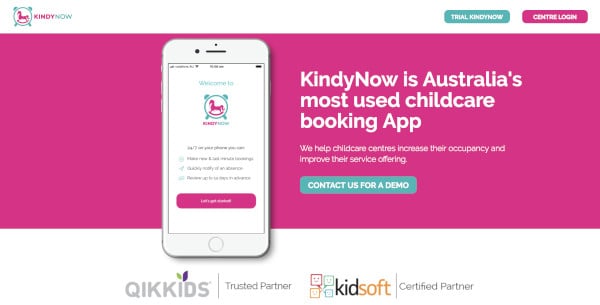 KINDYNOW
TRIAL KINDYNOW
CENTRE LOGIN
Welcome to
KINDYNOW
24/7 on your phone you can:
Make new & last minute bookings
Quickly notify of an absence
Review up to 14 days in advance
Let's get started!
KindyNow is Australia's
most used childcare
booking App
We help childcare centres increase their occupancy and
improve their service offering.
CONTACT US FOR A DEMO
QIKKIDS
Trusted Partner
kidsoft
Certified Partner